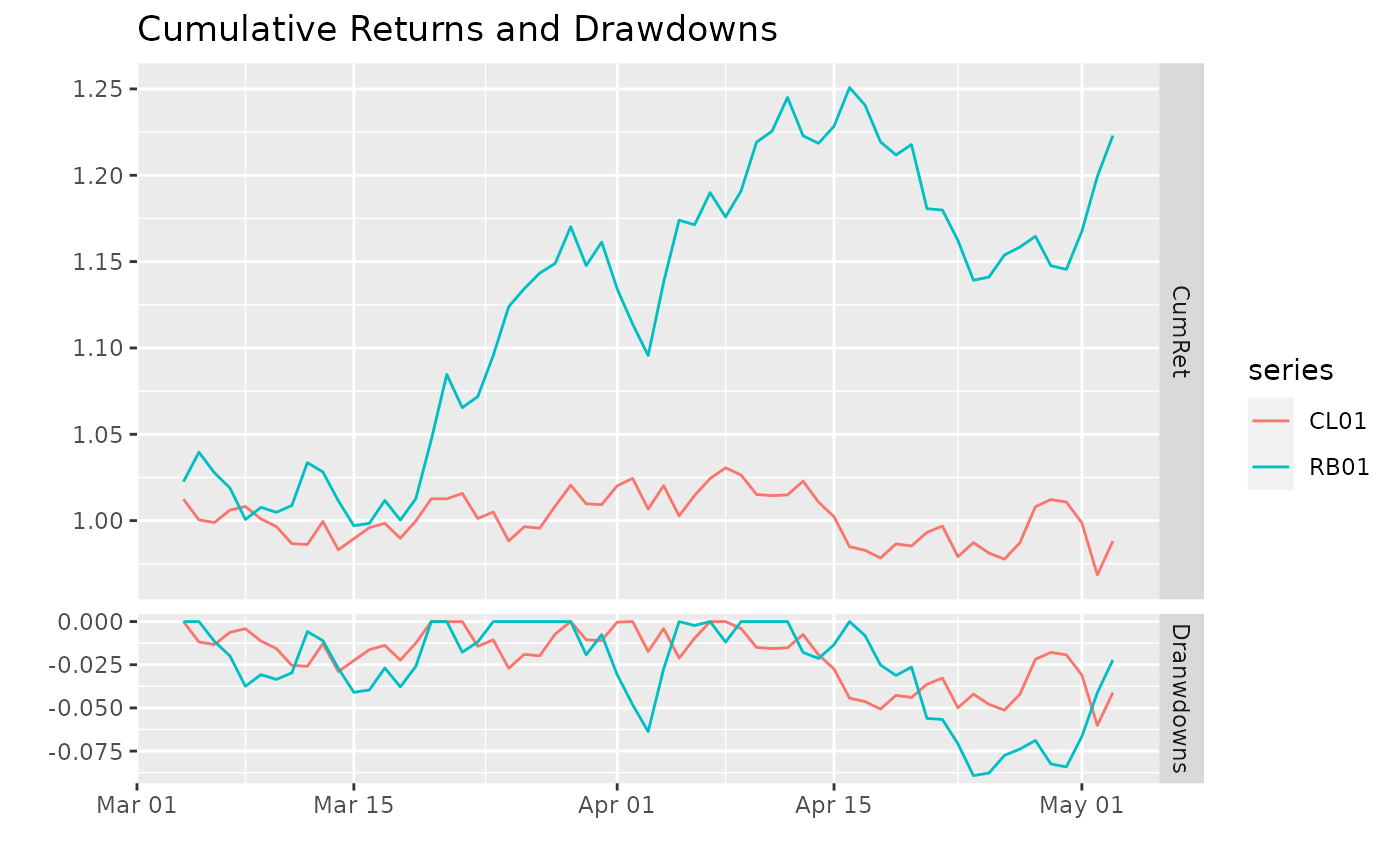 Cumulative Returns and Drawdowns
1.25
1.20
1.15
1.10
1.05
1.00
CumRet
0.000
-0.025
-0.050
-0.075
Dranwdowns
Mar 01
Mar 15
Apr 01
Apr 15
May 01
series
CL01
RB01